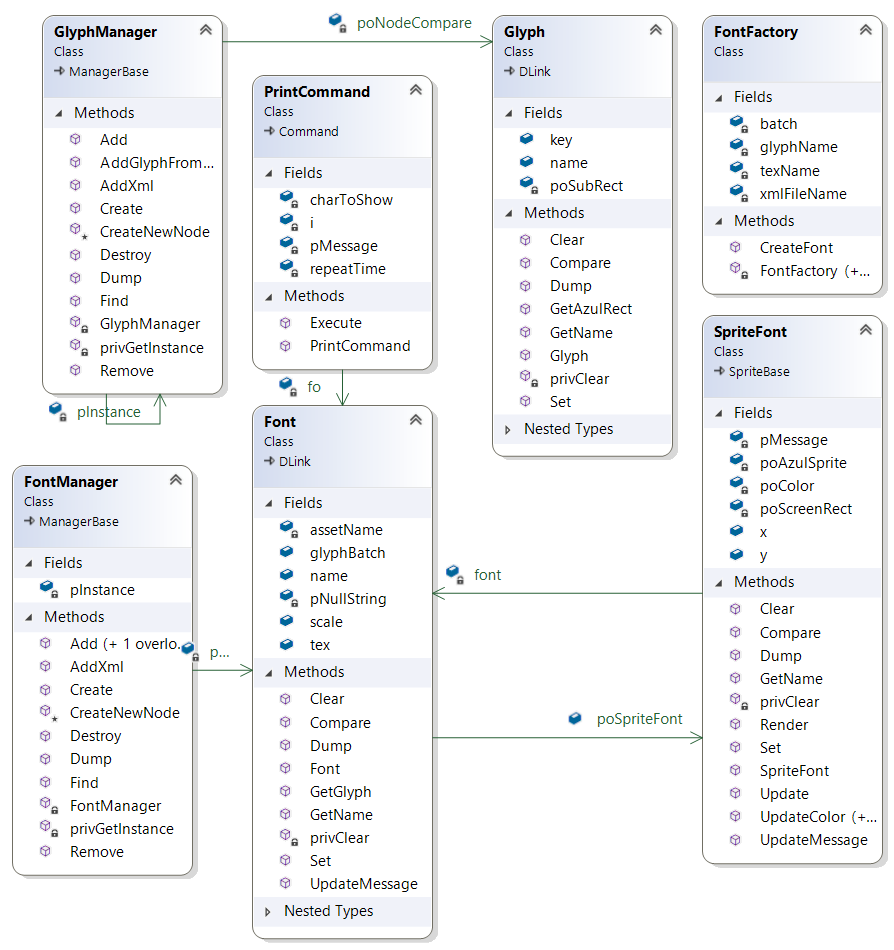 GlyphManager
Class
ManagerBase
Methods
Add
AddGlyphFrom...
AddXml
Create
CreateNewNode
Destroy
Dump
Find
GlyphManager
privGetInstance
Remove
pInstance
poNodeCompare
PrintCommand
Class
Command
Fields
charToShow
i
pMessage
repeatTime
Methods
Execute
PrintCommand
fo
Glyph
Class
DLink
Fields
key
name
poSubRect
Methods
Clear
Compare
Dump
GetAzulRect
GetName
Glyph
privClear
Set
Nested Types
FontFactory
Class
Fields
batch
glyphName
texName
xmlFileName
Methods
CreateFont
FontFactory (+...
FontManager
Class
ManagerBase
Fields
pInstance
Methods
Add (+ 1 overlo...
AddXml
Create
CreateNewNode
Destroy
Dump
Find
FontManager
privGetInstance
Remove
p...
Font
Class
DLink
Fields
assetName
glyphBatch
name
pNullString
scale
tex
Methods
Clear
Compare
Dump
Font
GetGlyph
GetName
privClear
Set
UpdateMessage
Nested Types
font
poSpriteFont
SpriteFont
Class
SpriteBase
Fields
pMessage
poAzulSprite
poColor
poScreenRect
x
y
Methods
Clear
Compare
Dump
GetName
privClear
Render
Set
SpriteFont
Update
UpdateColor (+...
UpdateMessage